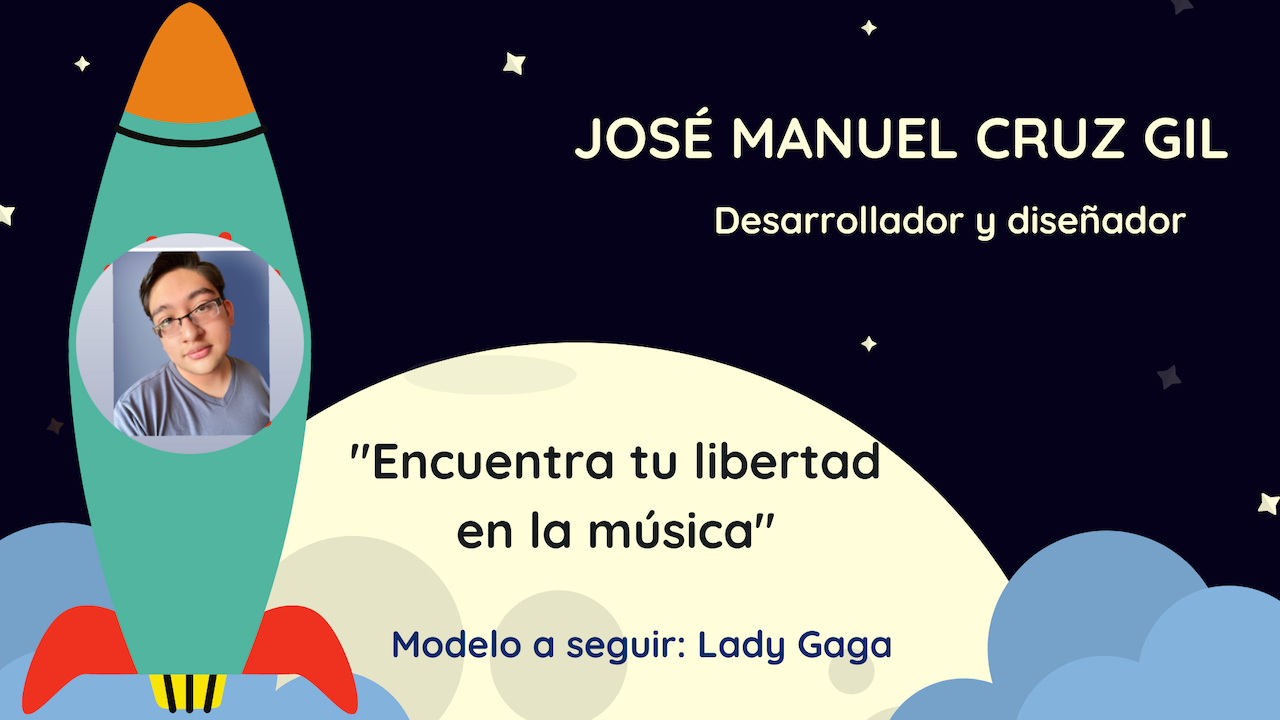 JOSÉ MANUEL CRUZ GIL
Desarrollador y diseñador
"Encuentra tu libertad
en la música"
Modelo a seguir: Lady Gaga